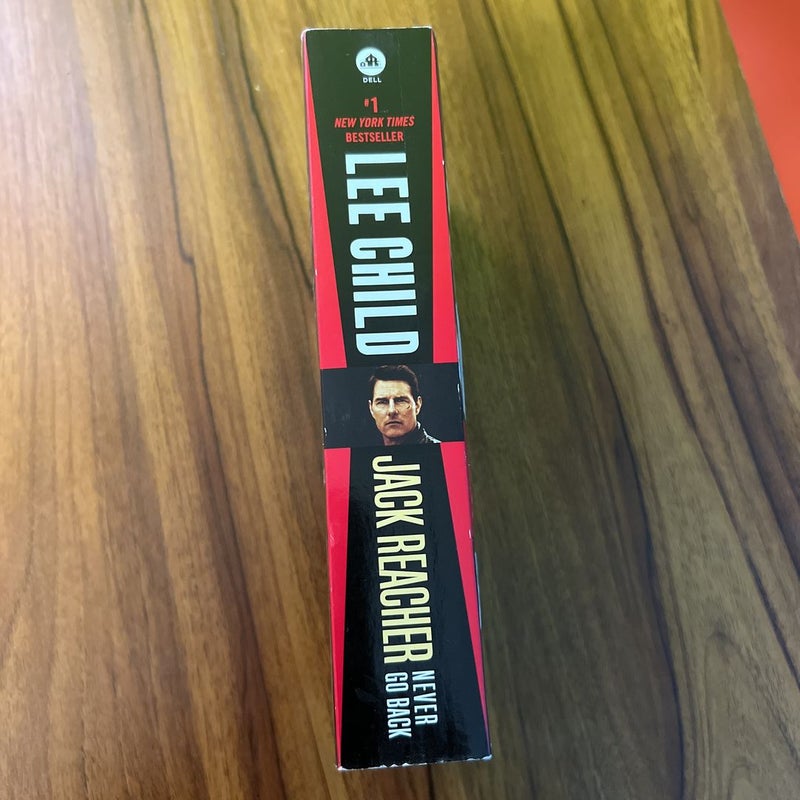 DELL
#1
NEW YORK TIMES
BESTSELLER
LEE CHILD
JACK REACHER
NEVER
GO BACK